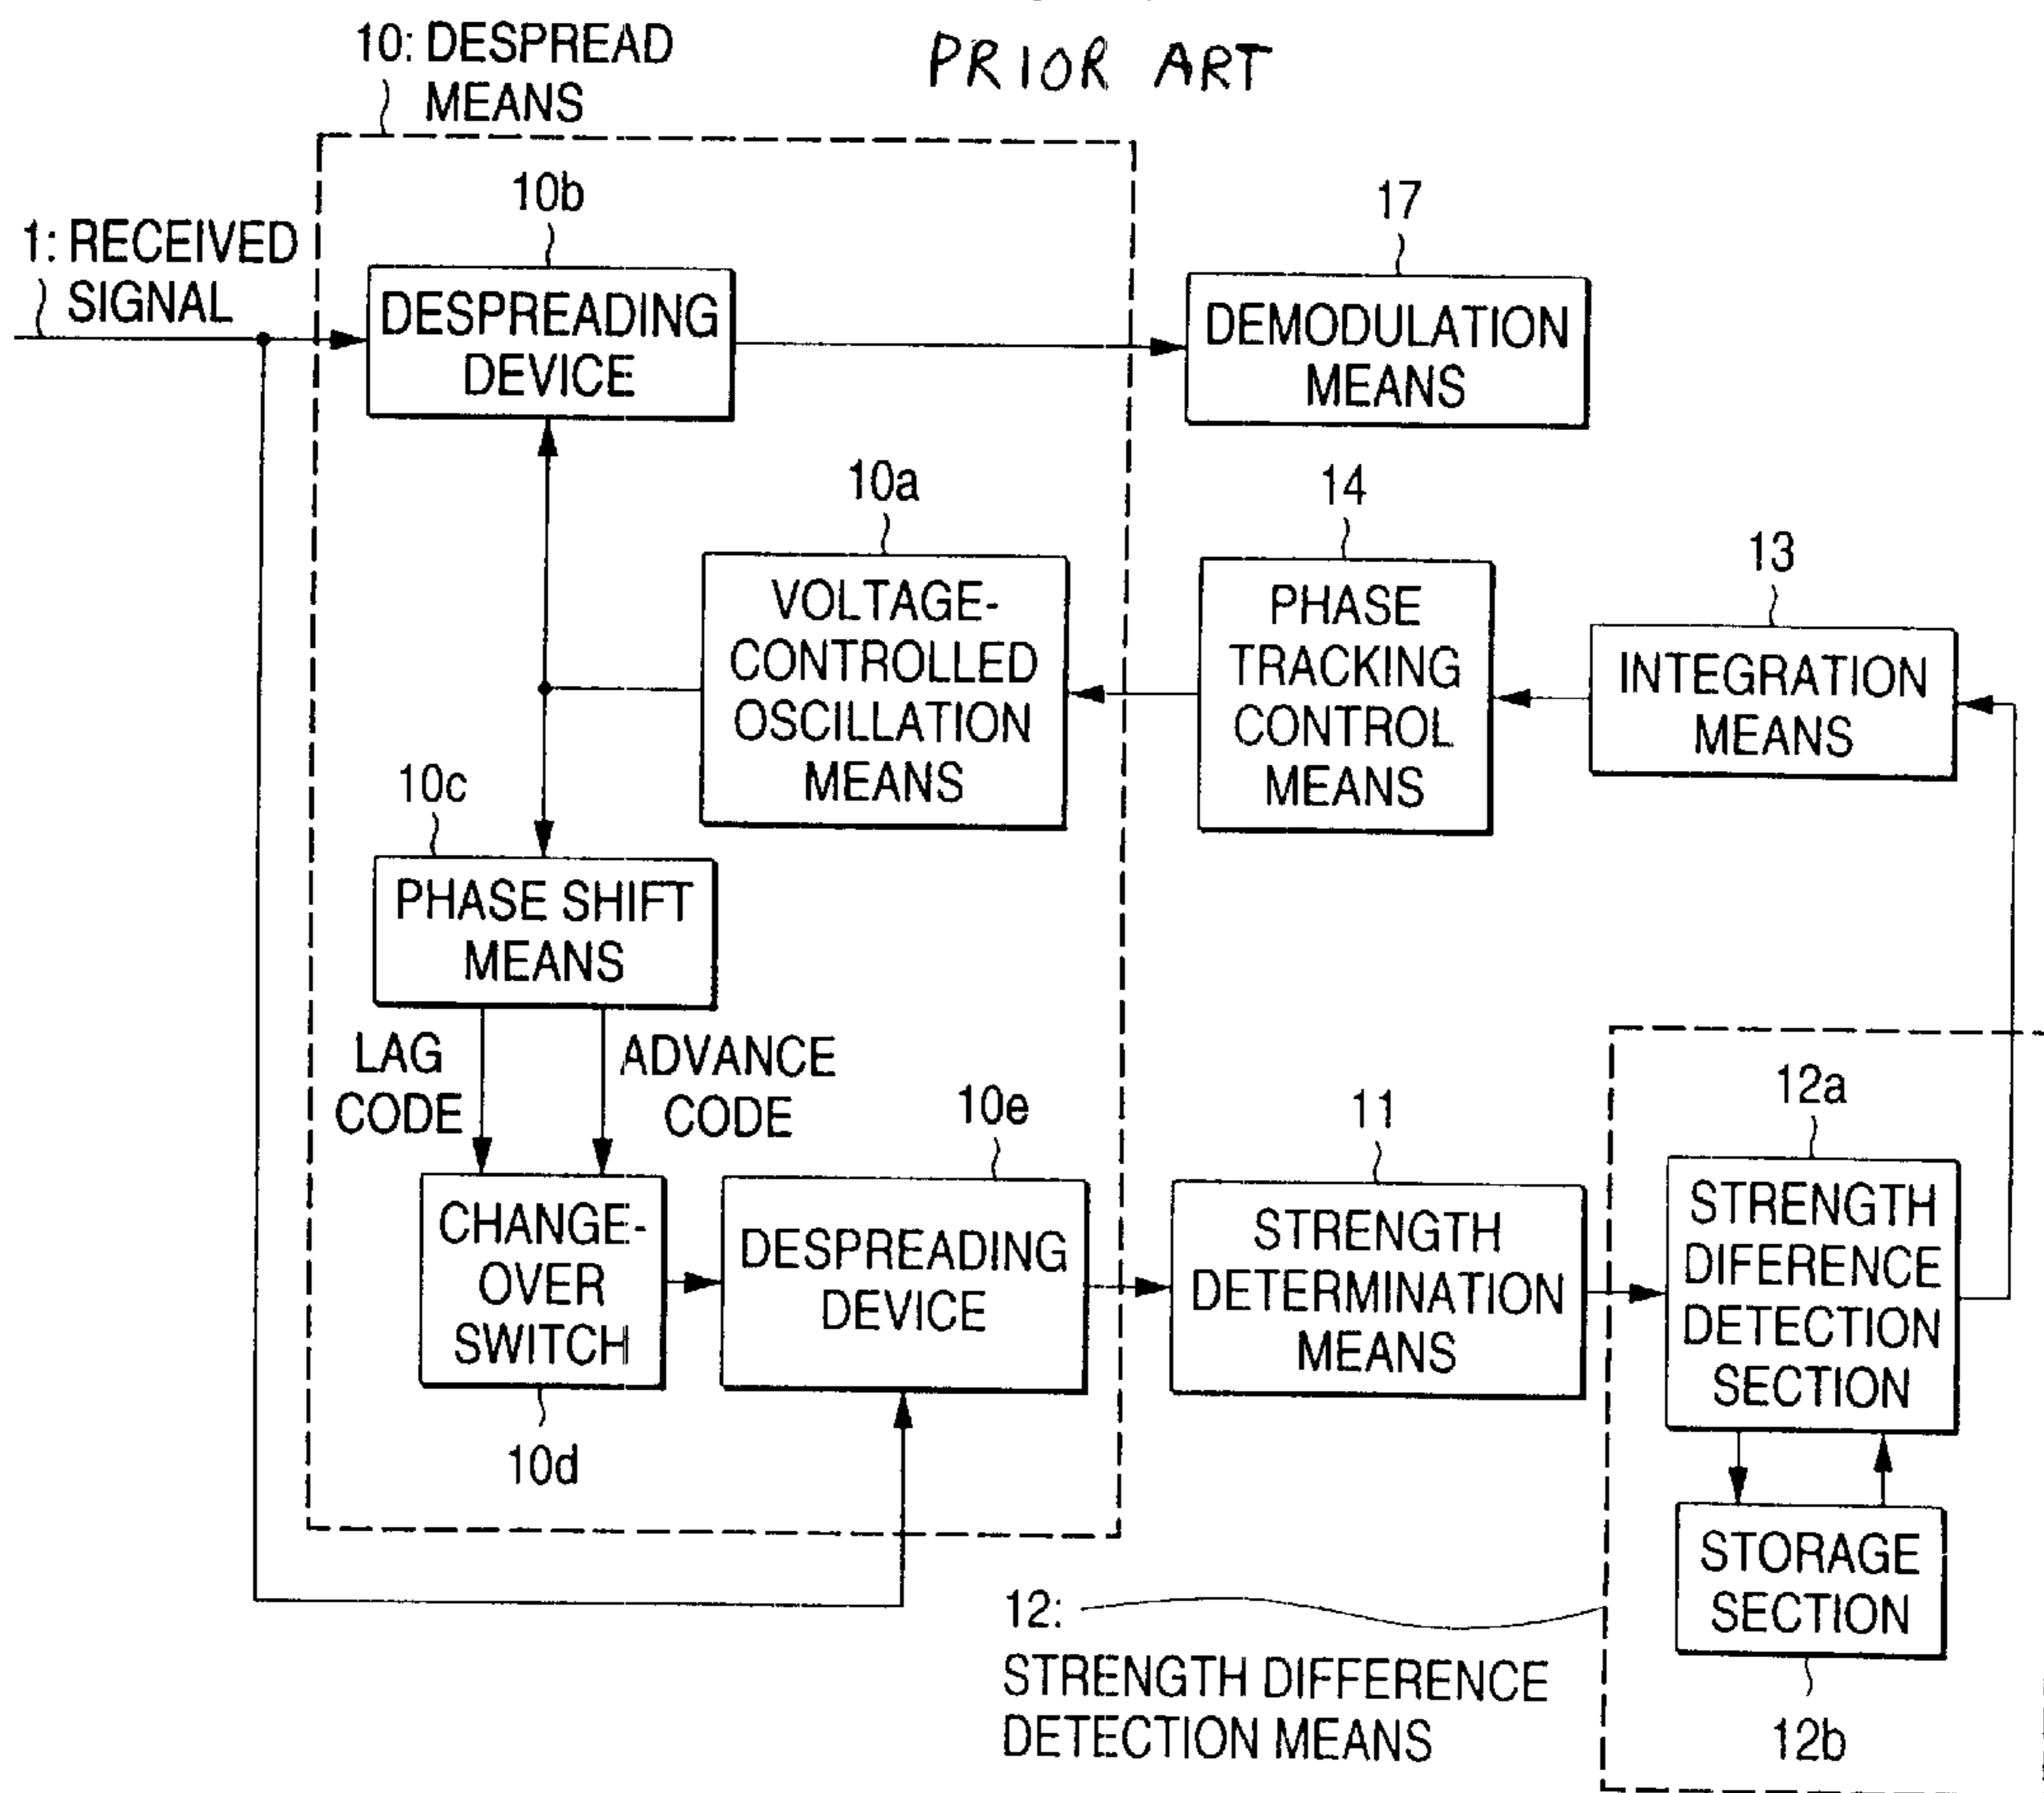 PRIOR ART
10: DESPREAD
MEANS
1: RECEIVED
SIGNAL
10b
DESPREADING
DEVICE
17
DEMODULATION
MEANS
10a
VOLTAGE-
CONTROLLED
OSCILLATION
MEANS
14
PHASE
TRACKING
CONTROL
MEANS
13
INTEGRATION
MEANS
10c
PHASE SHIFT
MEANS
LAG
CODE
ADVANCE
CODE
CHANGE-
OVER
SWITCH
10d
10e
DESPREADING
DEVICE
11
STRENGTH
DETERMINATION
MEANS
12a
STRENGTH
DIFERENCE
DETECTION
SECTION
STORAGE
SECTION
12b
12:
STRENGTH DIFFERENCE
DETECTION MEANS